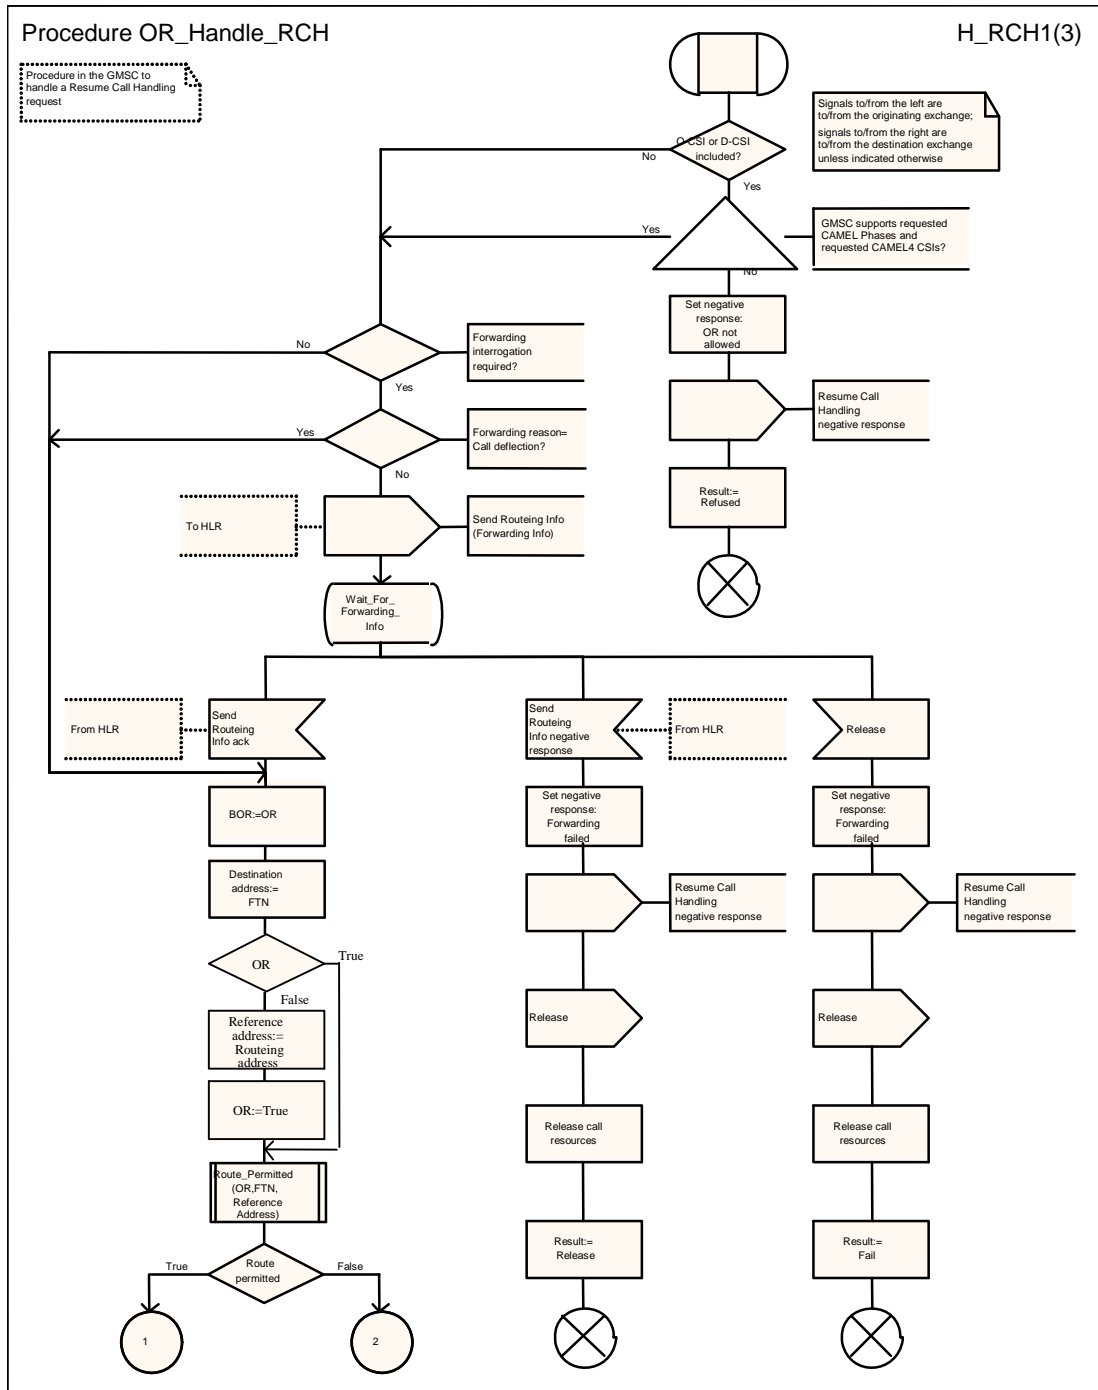 Procedure OR_Handle_RCH
H_RCH1(3)
Procedure in the GMSC to
handle a Resume Call Handling
request
Signals to/from the left are
to/from the originating exchange;
signals to/from the right are
to/from the destination exchange
unless indicated otherwise
O-CSI or D-CSI
included?
No
Yes
Yes
GMSC supports requested
CAMEL Phases and
requested CAMEL4 CSIs?
No
Set negative
response:
OR not
allowed
No
Forwarding
interrogation
required?
Yes
Resume Call
Handling
negative response
Yes
Forwarding reason=
Call deflection?
No
Result:=
Refused
To HLR
Send Routeing Info
(Forwarding Info)
Wait_For_
Forwarding_
Info
From HLR
Send
Routeing
Info ack
Send
Routeing
Info negative
response
From HLR
Release
BOR:=OR
Set negative
response:
Forwarding
failed
Set negative
response:
Forwarding
failed
Destination
address:=
FTN
Resume Call
Handling
negative response
Resume Call
Handling
negative response
OR
True
False
Reference
address:=
Routeing
address
Release
Release
OR:=True
Release call
resources
Release call
resources
Route_Permitted
(OR,FTN,
Reference
Address)
Result:=
Release
Result:=
Fail
True
Route
permitted
False
1
2